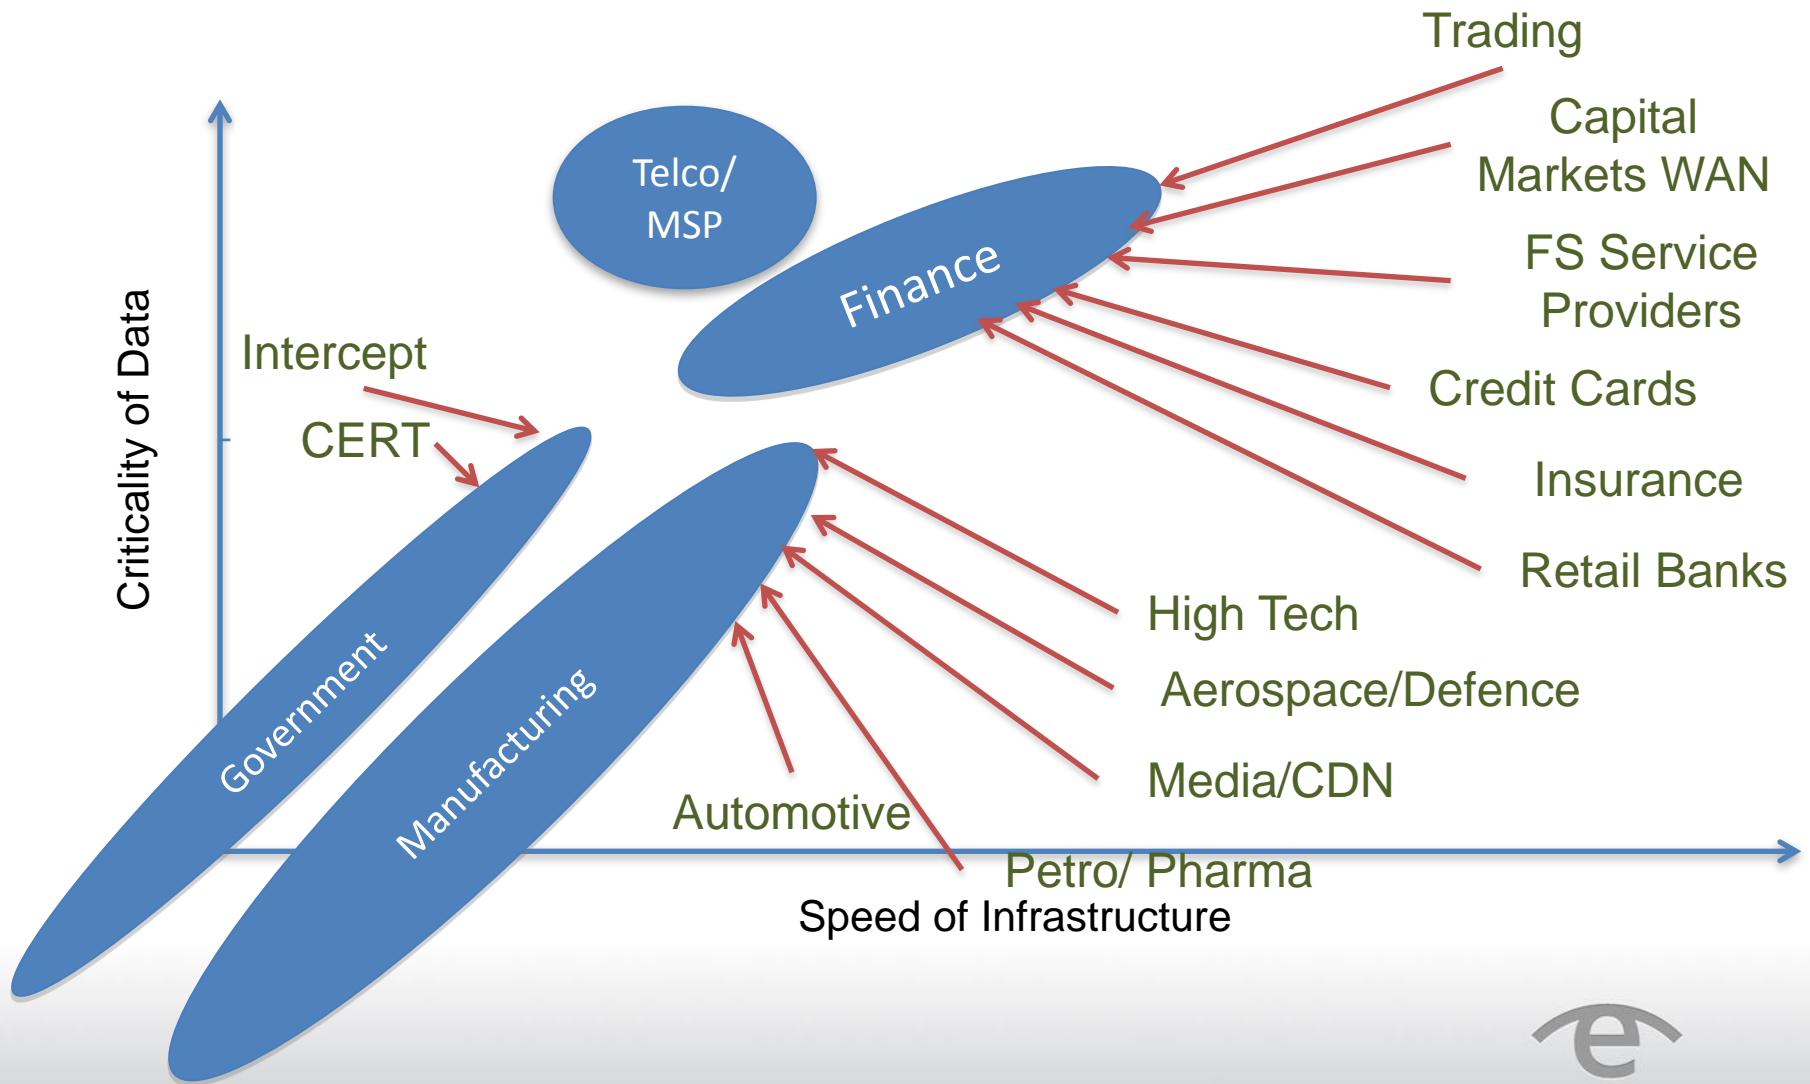 Trading
Capital
Markets WAN
FS Service
Providers
Credit Cards
Insurance
Retail Banks
Telco/
MSP
Finance
Criticality of Data
Intercept
CERT
Government
Manufacturing
High Tech
Aerospace/Defence
Media/CDN
Automotive
Petro/ Pharma
Speed of Infrastructure
e